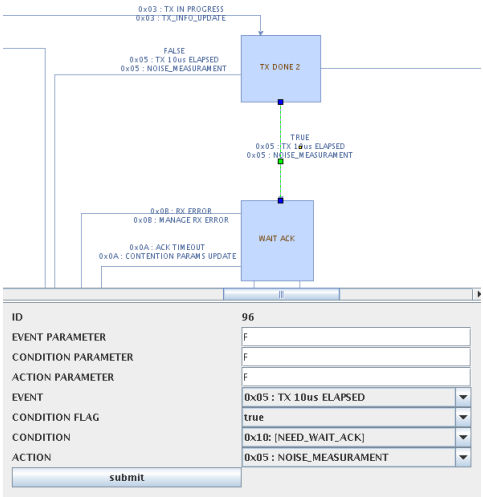 0x03 : TX IN PROGRESS
0x03 : TX_INFO_UPDATE
FALSE
0x05 : TX 10us ELAPSED
0x05 : NOISE_MEASURAMENT
TX DONE 2
TRUE
0x05 : TX 10us ELAPSED
0x05 : NOISE_MEASURAMENT
0x0B : RX ERROR
0x0B : MANAGE RX ERROR
WAIT ACK
0x0A : ACK TIMEOUT
0x0A : CONTENTION PARAMS UPDATE
ID 96
EVENT PARAMETER F
CONDITION PARAMETER F
ACTION PARAMETER F
EVENT 0x05 : TX 10us ELAPSED
CONDITION FLAG true
CONDITION 0x10: [NEED_WAIT_ACK]
ACTION 0x05 : NOISE_MEASURAMENT
submit